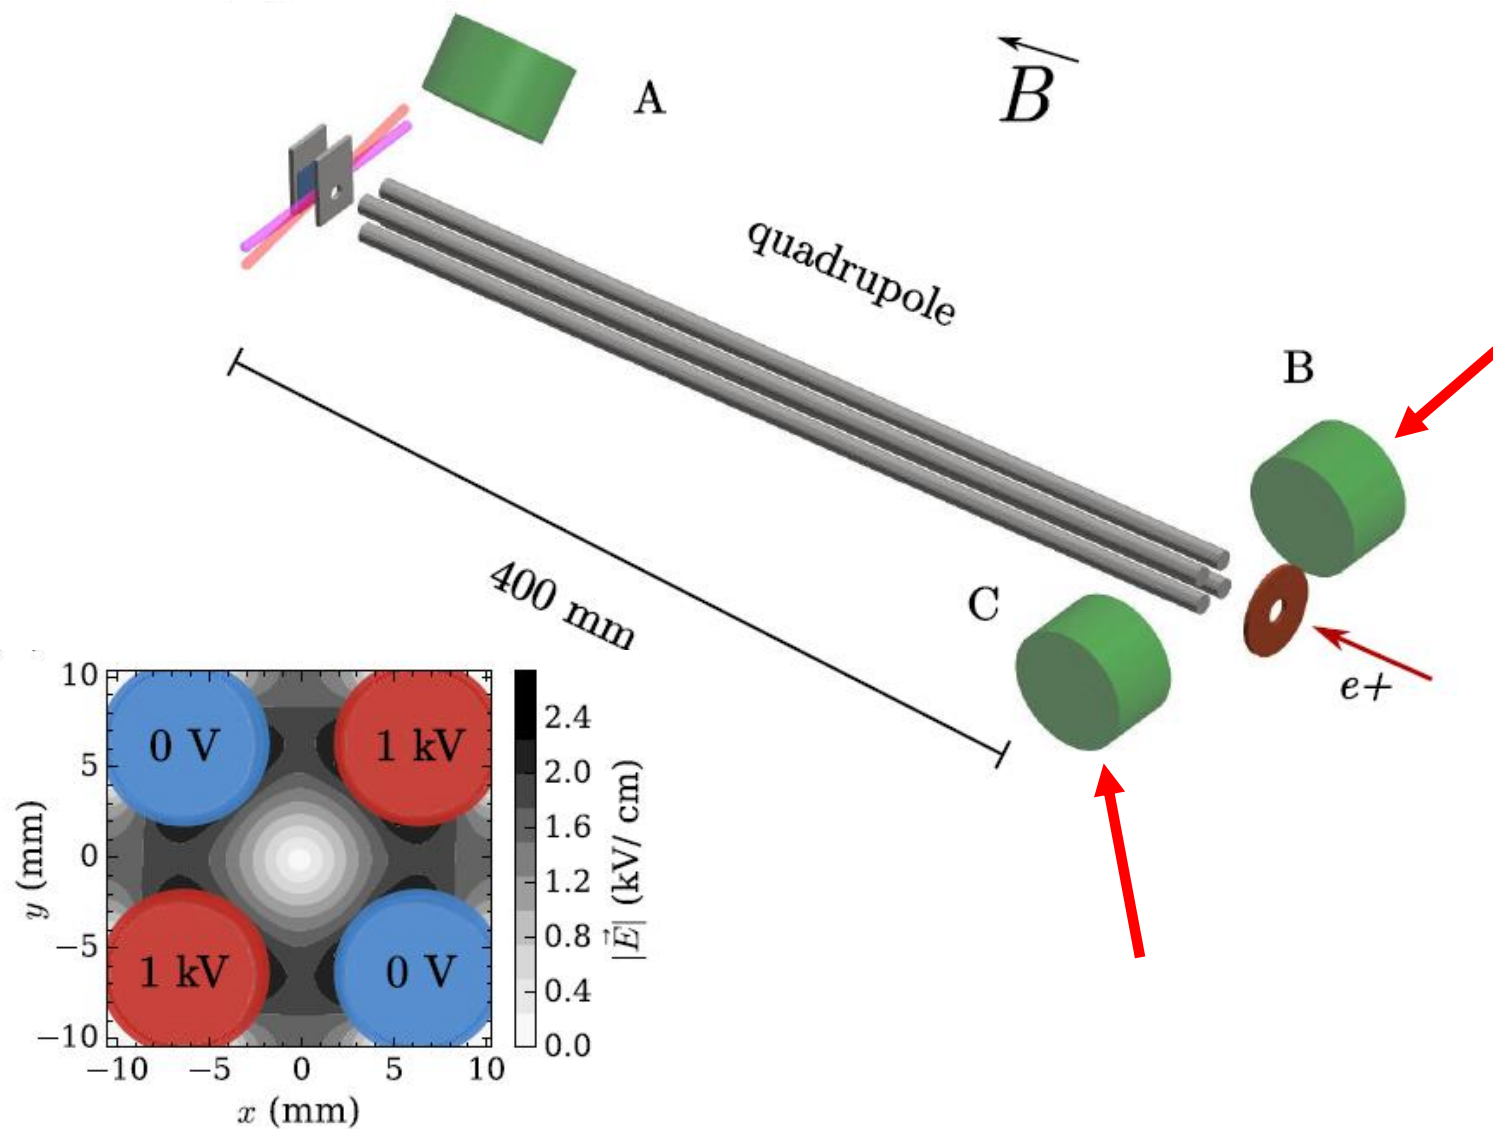 A
B
quadrupole
B
400 mm
C
e+
10
5
0
−5
−10
y (mm)
0 V
1 kV
1 kV
0 V
−10
−5
0
5
10
x (mm)
2.4
2.0
1.6
1.2
0.8
0.4
0.0
|E⃗| (kV/ cm)